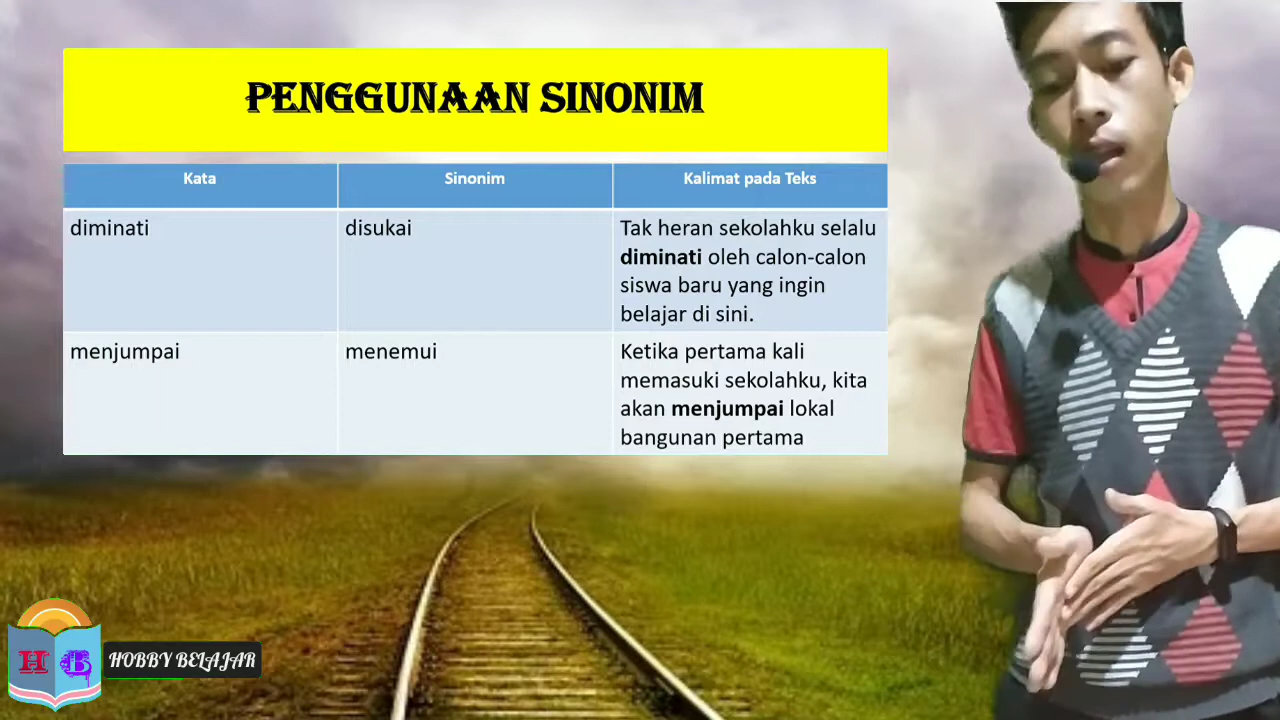 PENGGUNAAN SINONIM
Kata
Sinonim
Kalimat pada Teks
diminati
disukai
Tak heran sekolahku selalu
diminati oleh calon-calon
siswa baru yang ingin
belajar di sini.
menjumpai
menemui
Ketika pertama kali
memasuki sekolahku, kita
akan menjumpai lokal
bangunan pertama
H B
HOBBY BELAJAR